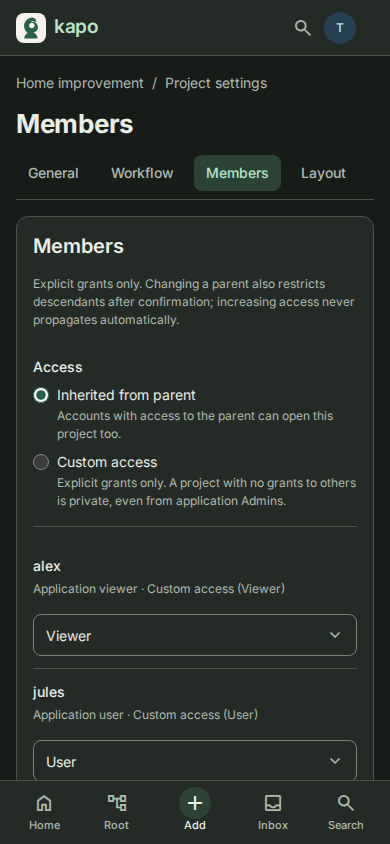 kapo
T
Home improvement / Project settings
Members
General Workflow Members Layout
Members
Explicit grants only. Changing a parent also restricts
descendants after confirmation; increasing access never
propagates automatically.
Access
Inherited from parent
Accounts with access to the parent can open this
project too.
Custom access
Explicit grants only. A project with no grants to others
is private, even from application Admins.
alex
Application viewer · Custom access (Viewer)
Viewer
jules
Application user · Custom access (User)
User
Home Root Add Inbox Search